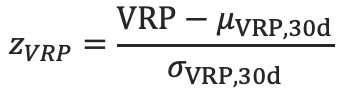 z_VRP = (VRP − μ_VRP,30d) / σ_VRP,30d